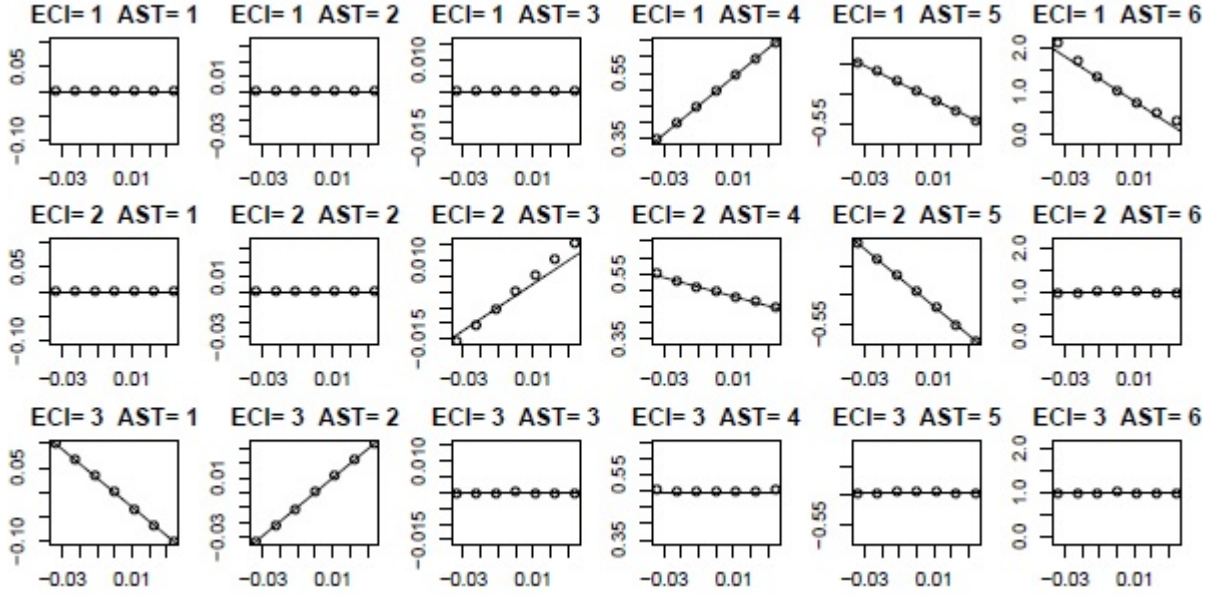 ECI= 1 AST= 1 ECI= 1 AST= 2 ECI= 1 AST= 3 ECI= 1 AST= 4 ECI= 1 AST= 5 ECI= 1 AST= 6
0.05 0.01 0.010 0.55 2.0
1.0
−0.10 −0.03 −0.015 0.35 −0.55 0.0
−0.03 0.01 −0.03 0.01 −0.03 0.01 −0.03 0.01 −0.03 0.01 −0.03 0.01
ECI= 2 AST= 1 ECI= 2 AST= 2 ECI= 2 AST= 3 ECI= 2 AST= 4 ECI= 2 AST= 5 ECI= 2 AST= 6
0.05 0.01 0.010 0.55 2.0
1.0
−0.10 −0.03 −0.015 0.35 −0.55 0.0
−0.03 0.01 −0.03 0.01 −0.03 0.01 −0.03 0.01 −0.03 0.01 −0.03 0.01
ECI= 3 AST= 1 ECI= 3 AST= 2 ECI= 3 AST= 3 ECI= 3 AST= 4 ECI= 3 AST= 5 ECI= 3 AST= 6
0.05 0.01 0.010 0.55 2.0
1.0
−0.10 −0.03 −0.015 0.35 −0.55 0.0
−0.03 0.01 −0.03 0.01 −0.03 0.01 −0.03 0.01 −0.03 0.01 −0.03 0.01